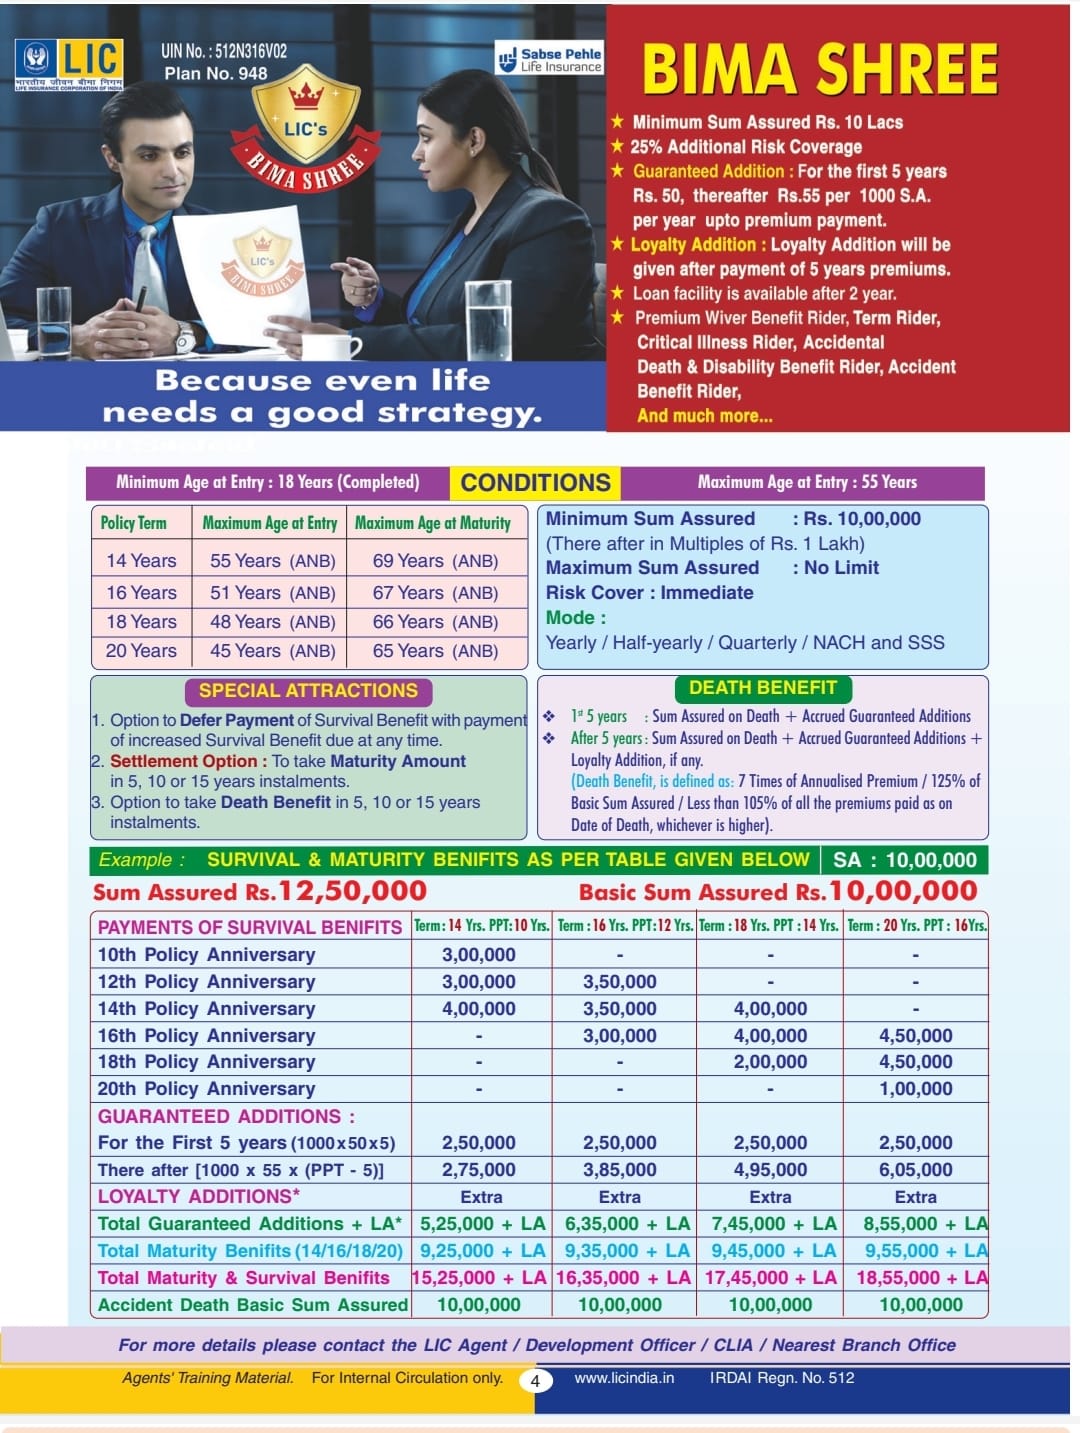 LIC
भारतीय जीवन बीमा निगम
LIFE INSURANCE CORPORATION OF INDIA
UIN No. : 512N316V02
Plan No. 948
LIC's
BIMA SHREE
Sabse Pehle
Life Insurance
LIC's
BIMA SHREE
Because even life
needs a good strategy.
BIMA SHREE
★ Minimum Sum Assured Rs. 10 Lacs
★ 25% Additional Risk Coverage
★ Guaranteed Addition : For the first 5 years
Rs. 50, thereafter Rs.55 per 1000 S.A.
per year upto premium payment.
★ Loyalty Addition : Loyalty Addition will be
given after payment of 5 years premiums.
★ Loan facility is available after 2 year.
★ Premium Wiver Benefit Rider, Term Rider,
Critical Illness Rider, Accidental
Death & Disability Benefit Rider, Accident
Benefit Rider,
And much more...
Minimum Age at Entry : 18 Years (Completed) CONDITIONS Maximum Age at Entry : 55 Years
Policy Term Maximum Age at Entry Maximum Age at Maturity
14 Years 55 Years (ANB) 69 Years (ANB)
16 Years 51 Years (ANB) 67 Years (ANB)
18 Years 48 Years (ANB) 66 Years (ANB)
20 Years 45 Years (ANB) 65 Years (ANB)
Minimum Sum Assured : Rs. 10,00,000
(There after in Multiples of Rs. 1 Lakh)
Maximum Sum Assured : No Limit
Risk Cover : Immediate
Mode :
Yearly / Half-yearly / Quarterly / NACH and SSS
SPECIAL ATTRACTIONS
1. Option to Defer Payment of Survival Benefit with payment
of increased Survival Benefit due at any time.
2. Settlement Option : To take Maturity Amount
in 5, 10 or 15 years instalments.
3. Option to take Death Benefit in 5, 10 or 15 years
instalments.
DEATH BENEFIT
❖ 1st 5 years : Sum Assured on Death + Accrued Guaranteed Additions
❖ After 5 years : Sum Assured on Death + Accrued Guaranteed Additions +
Loyalty Addition, if any.
(Death Benefit, is defined as: 7 Times of Annualised Premium / 125% of
Basic Sum Assured / Less than 105% of all the premiums paid as on
Date of Death, whichever is higher).
Example : SURVIVAL & MATURITY BENIFITS AS PER TABLE GIVEN BELOW SA : 10,00,000
Sum Assured Rs.12,50,000 Basic Sum Assured Rs.10,00,000
PAYMENTS OF SURVIVAL BENIFITS Term : 14 Yrs. PPT:10 Yrs. Term : 16 Yrs. PPT:12 Yrs. Term : 18 Yrs. PPT : 14 Yrs. Term : 20 Yrs. PPT : 16Yrs.
10th Policy Anniversary 3,00,000 - - -
12th Policy Anniversary 3,00,000 3,50,000 - -
14th Policy Anniversary 4,00,000 3,50,000 4,00,000 -
16th Policy Anniversary - 3,00,000 4,00,000 4,50,000
18th Policy Anniversary - - 2,00,000 4,50,000
20th Policy Anniversary - - - 1,00,000
GUARANTEED ADDITIONS :
For the First 5 years (1000x50x5) 2,50,000 2,50,000 2,50,000 2,50,000
There after [1000 x 55 x (PPT - 5)] 2,75,000 3,85,000 4,95,000 6,05,000
LOYALTY ADDITIONS* Extra Extra Extra Extra
Total Guaranteed Additions + LA* 5,25,000 + LA 6,35,000 + LA 7,45,000 + LA 8,55,000 + LA
Total Maturity Benifits (14/16/18/20) 9,25,000 + LA 9,35,000 + LA 9,45,000 + LA 9,55,000 + LA
Total Maturity & Survival Benifits 15,25,000 + LA 16,35,000 + LA 17,45,000 + LA 18,55,000 + LA
Accident Death Basic Sum Assured 10,00,000 10,00,000 10,00,000 10,00,000
For more details please contact the LIC Agent / Development Officer / CLIA / Nearest Branch Office
Agents' Training Material. For Internal Circulation only. 4 www.licindia.in IRDAI Regn. No. 512